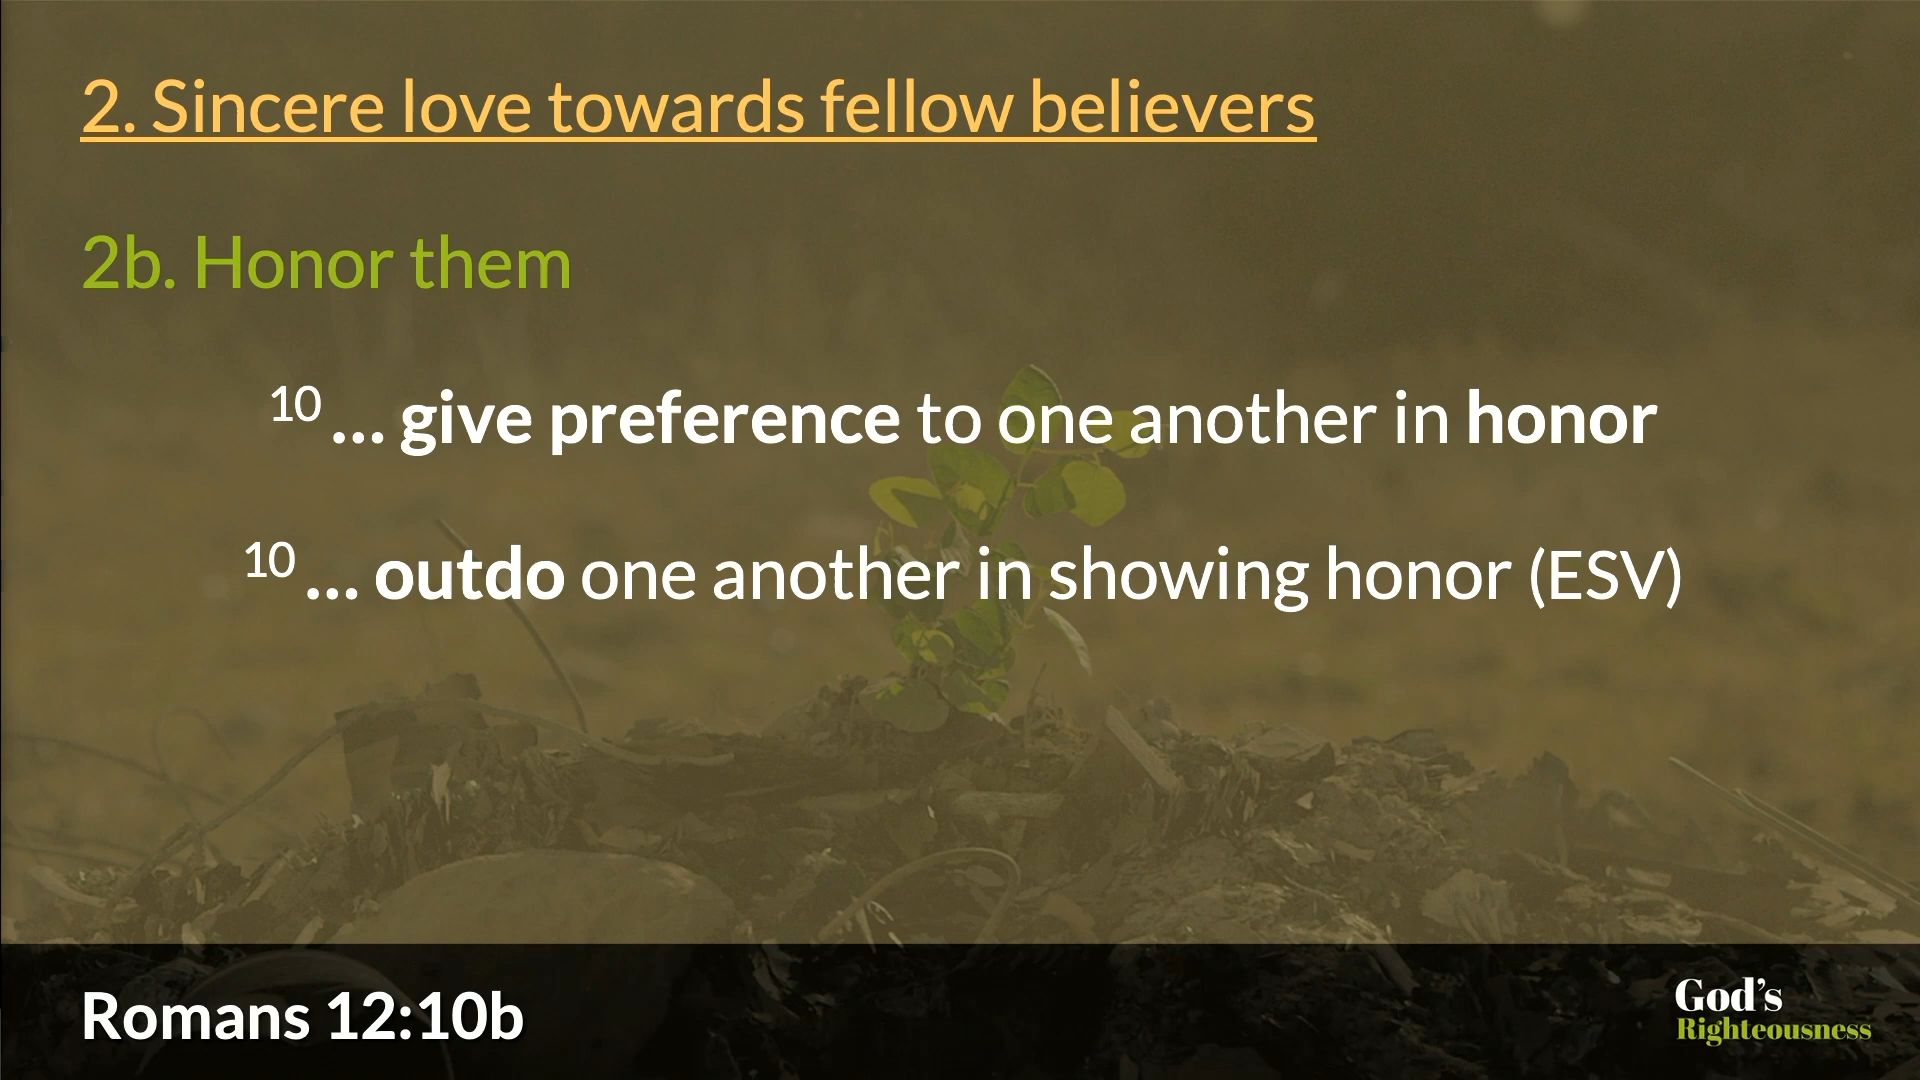 2. Sincere love towards fellow believers
2b. Honor them
10 ... give preference to one another in honor
10 ... outdo one another in showing honor (ESV)
Romans 12:10b
God's
Righteousness